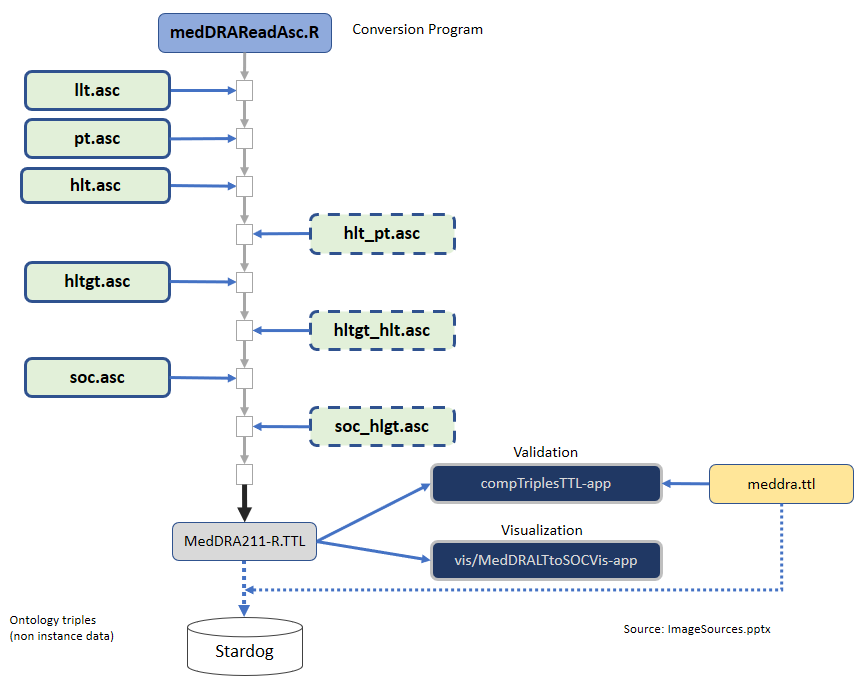 medDRAReadAsc.R
Conversion Program
llt.asc
pt.asc
hlt.asc
hlt_pt.asc
hltgt.asc
hltgt_hlt.asc
soc.asc
soc_hlgt.asc
Validation
compTriplesTTL-app
meddra.ttl
Visualization
MedDRA211-R.TTL
vis/MedDRALTtoSOCVis-app
Ontology triples
(non instance data)
Source: ImageSources.pptx
Stardog